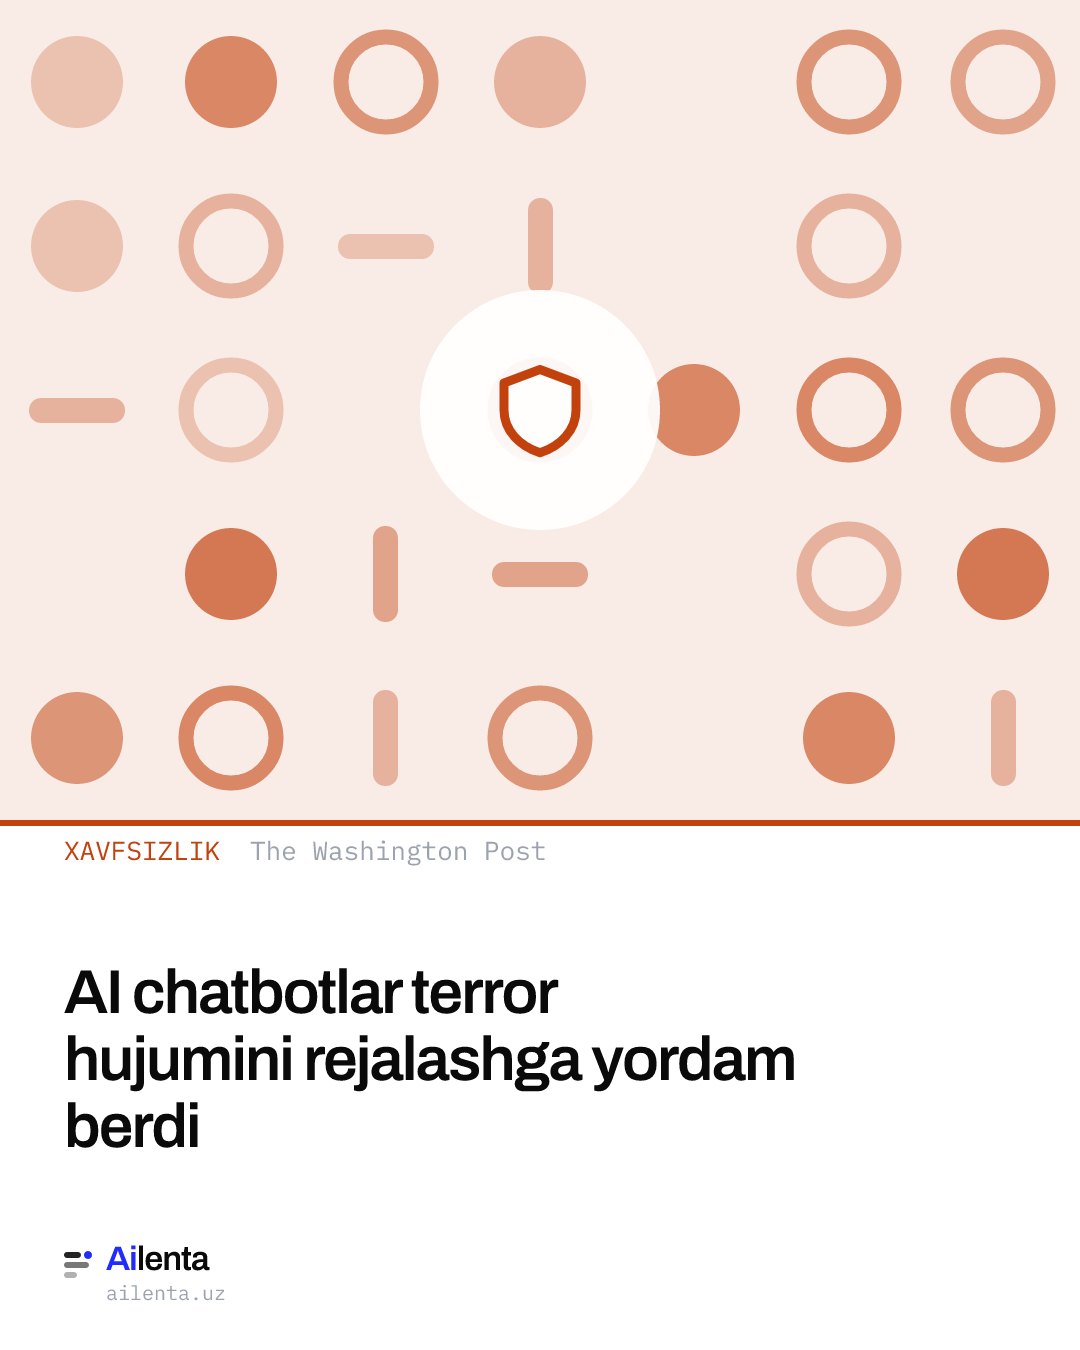 XAVFSIZLIK The Washington Post
AI chatbotlar terror
hujumini rejalashga yordam
berdi
Ailenta
ailenta.uz